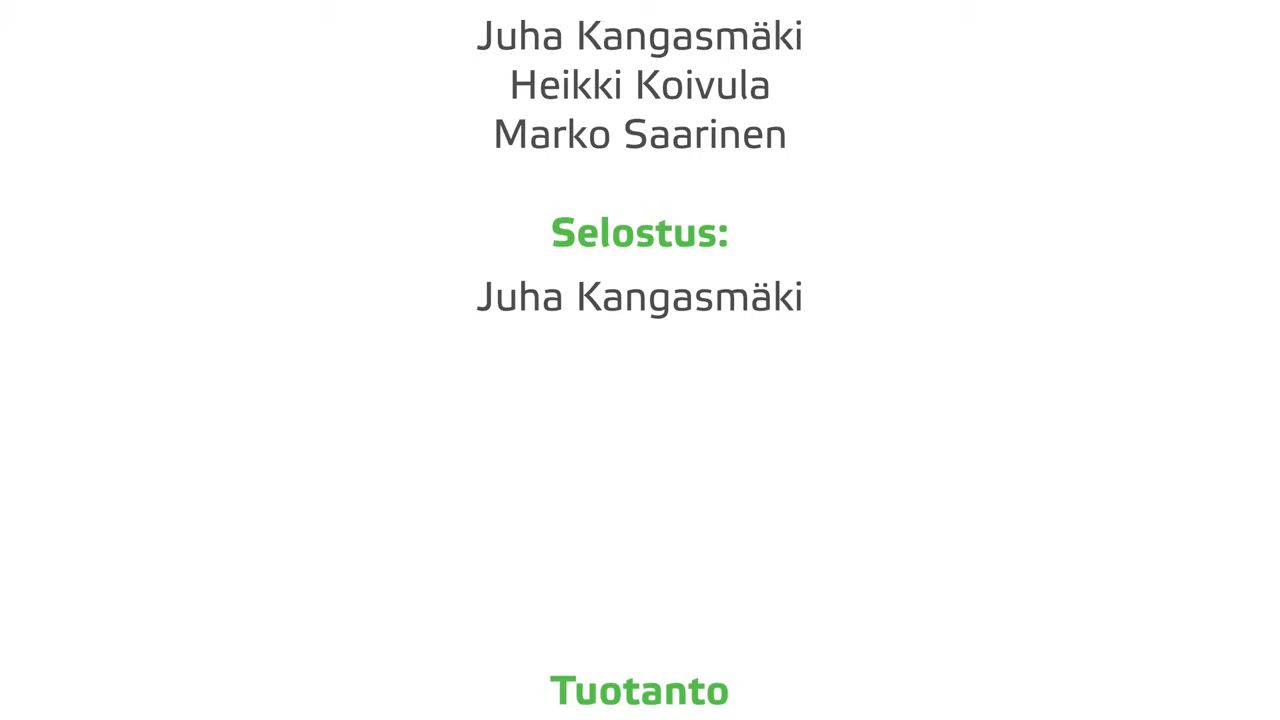 Juha Kangasmäki
Heikki Koivula
Marko Saarinen
Selostus:
Juha Kangasmäki
Tuotanto